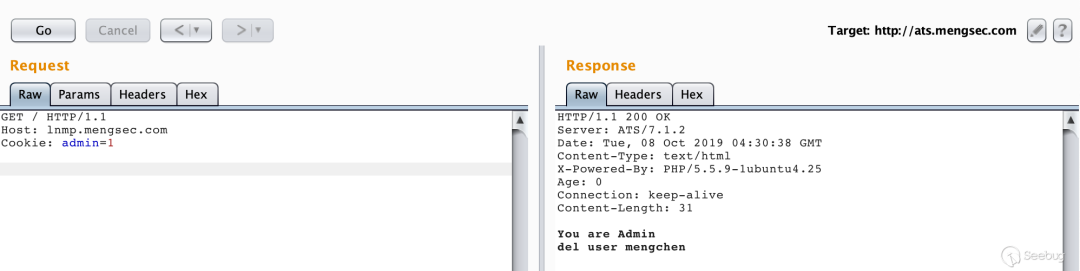 Go Cancel < > Target: http://ats.mengsec.com ?
Request
Raw Params Headers Hex
GET / HTTP/1.1
Host: lnmp.mengsec.com
Cookie: admin=1
Response
Raw Headers Hex
HTTP/1.1 200 OK
Server: ATS/7.1.2
Date: Tue, 08 Oct 2019 04:30:38 GMT
Content-Type: text/html
X-Powered-By: PHP/5.5.9-1ubuntu4.25
Age: 0
Connection: keep-alive
Content-Length: 31
You are Admin
del user mengchen
Seebug